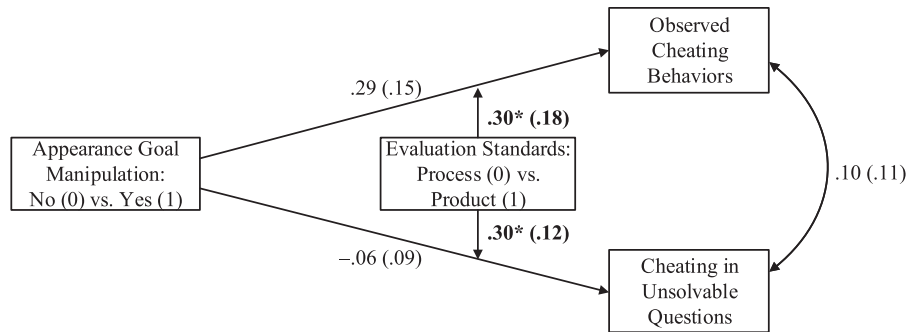 Observed
Cheating
Behaviors
.29 (.15)
.30* (.18)
Appearance Goal
Manipulation:
No (0) vs. Yes (1)
Evaluation Standards:
Process (0) vs.
Product (1)
.10 (.11)
.30* (.12)
–.06 (.09)
Cheating in
Unsolvable
Questions